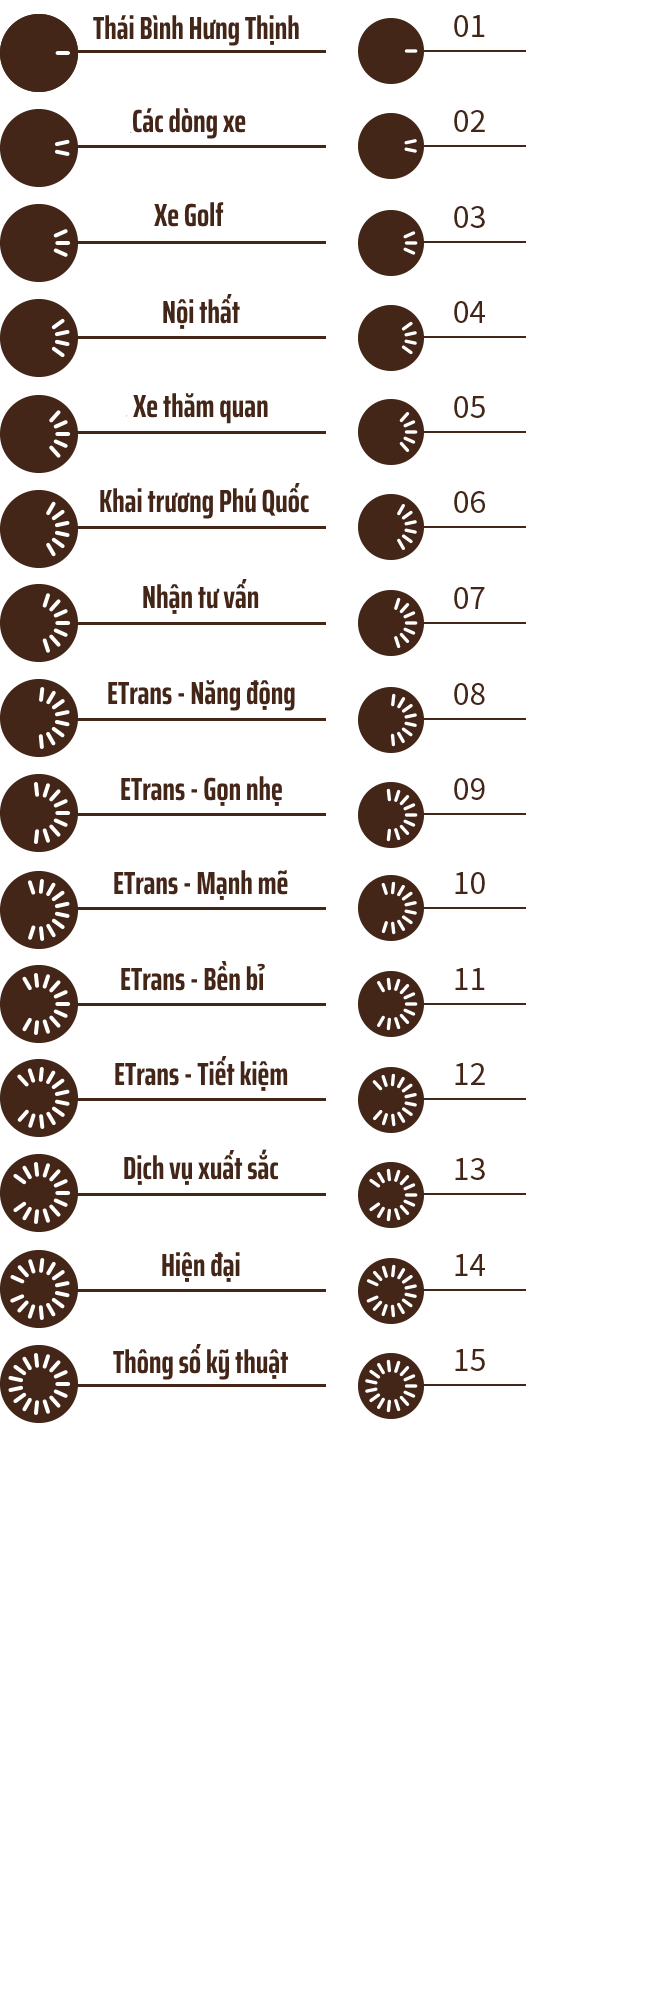 Thái Bình Hưng Thịnh
01
Các dòng xe
02
Xe Golf
03
Nội thất
04
Xe thăm quan
05
Khai trương Phú Quốc
06
Nhận tư vấn
07
ETrans - Năng động
08
ETrans - Gọn nhẹ
09
ETrans - Mạnh mẽ
10
ETrans - Bền bỉ
11
ETrans - Tiết kiệm
12
Dịch vụ xuất sắc
13
Hiện đại
14
Thông số kỹ thuật
15